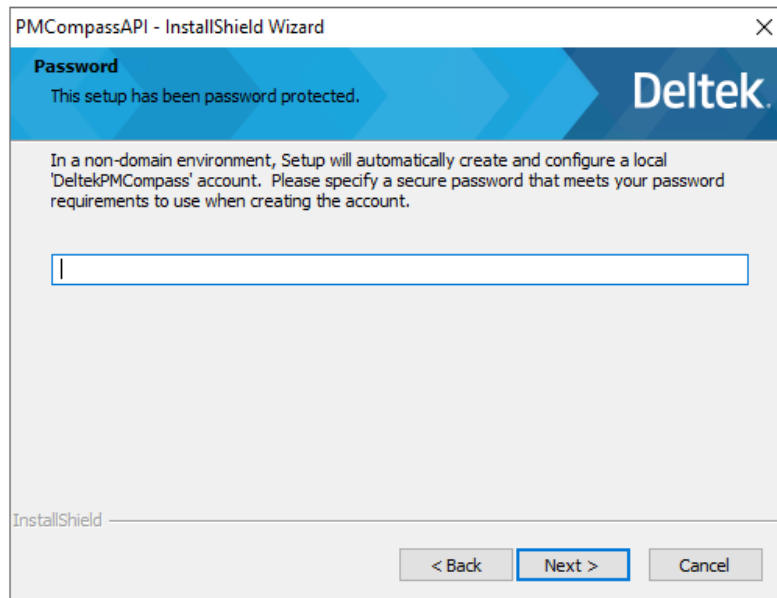 PMCompassAPI - InstallShield Wizard
Password
This setup has been password protected.
Deltek.
In a non-domain environment, Setup will automatically create and configure a local
'DeltekPMCompass' account. Please specify a secure password that meets your password
requirements to use when creating the account.
InstallShield
< Back
Next >
Cancel